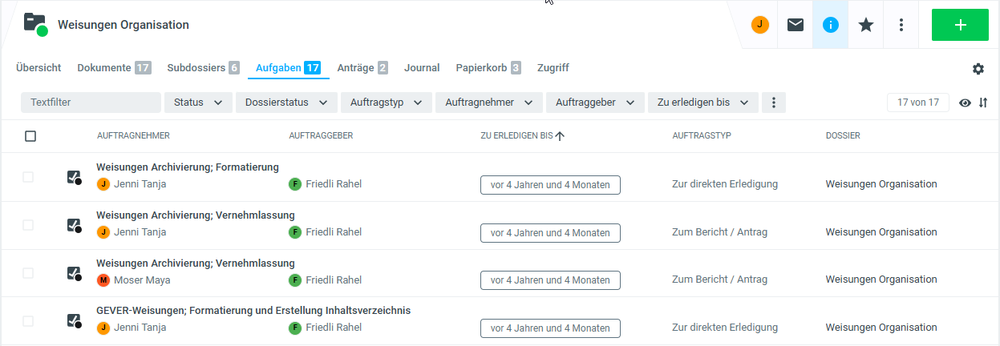 Weisungen Organisation
J
Übersicht Dokumente 17 Subdossiers 6 Aufgaben 17 Anträge 2 Journal Papierkorb 3 Zugriff
Textfilter Status Dossierstatus Auftragstyp Auftragnehmer Auftraggeber Zu erledigen bis 17 von 17
AUFTRAGNEHMER AUFTRAGGEBER ZU ERLEDIGEN BIS AUFTRAGSTYP DOSSIER
Weisungen Archivierung; Formatierung
J Jenni Tanja F Friedli Rahel vor 4 Jahren und 4 Monaten Zur direkten Erledigung Weisungen Organisation
Weisungen Archivierung; Vernehmlassung
J Jenni Tanja F Friedli Rahel vor 4 Jahren und 4 Monaten Zum Bericht / Antrag Weisungen Organisation
Weisungen Archivierung; Vernehmlassung
M Moser Maya F Friedli Rahel vor 4 Jahren und 4 Monaten Zum Bericht / Antrag Weisungen Organisation
GEVER-Weisungen; Formatierung und Erstellung Inhaltsverzeichnis
J Jenni Tanja F Friedli Rahel vor 4 Jahren und 4 Monaten Zur direkten Erledigung Weisungen Organisation